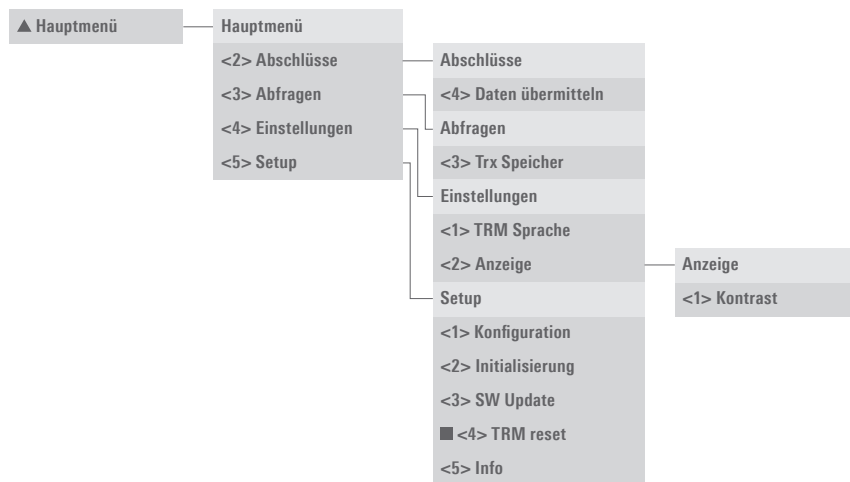 ▲ Hauptmenü
Hauptmenü
<2> Abschlüsse
<3> Abfragen
<4> Einstellungen
<5> Setup
Abschlüsse
<4> Daten übermitteln
Abfragen
<3> Trx Speicher
Einstellungen
<1> TRM Sprache
<2> Anzeige
Setup
<1> Konfiguration
<2> Initialisierung
<3> SW Update
■ <4> TRM reset
<5> Info
Anzeige
<1> Kontrast